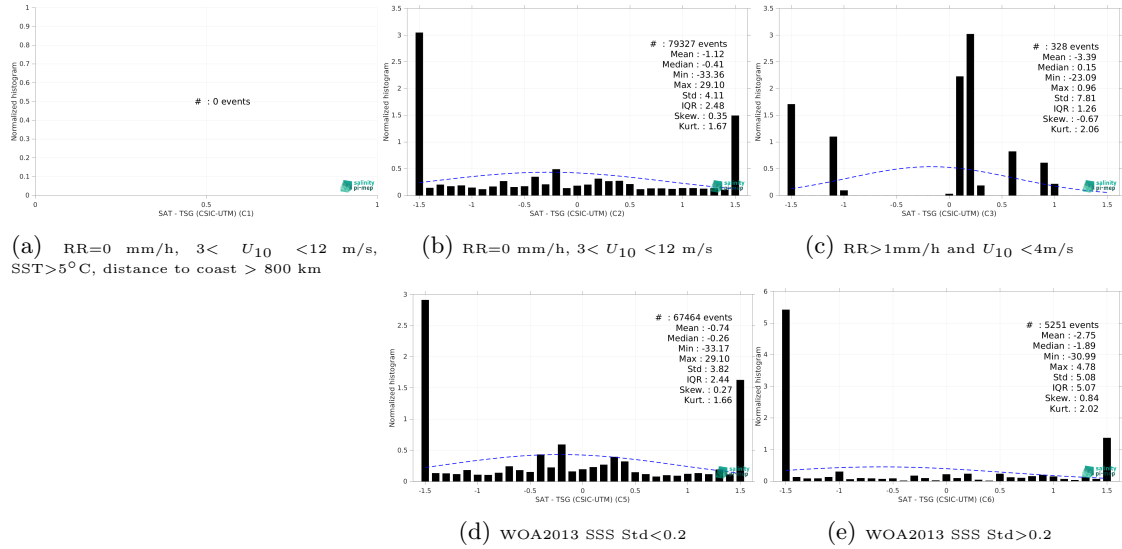 1
0.9
0.8
0.7
0.6
0.5
0.4
0.3
0.2
0.1
0
Normalized histogram
# : 0 events
salinity
pi-mep
0 0.5 1
SAT - TSG (CSIC-UTM) (C1)
(a) RR=0 mm/h, 3< U10 <12 m/s,
SST>5°C, distance to coast > 800 km
3.5
3
2.5
2
1.5
1
0.5
0
Normalized histogram
# : 79327 events
Mean : -1.12
Median : -0.41
Min : -33.36
Max : 29.10
Std : 4.11
IQR : 2.48
Skew. : 0.35
Kurt. : 1.67
salinity
pi-mep
-1.5 -1 -0.5 0 0.5 1 1.5
SAT - TSG (CSIC-UTM) (C2)
(b) RR=0 mm/h, 3< U10 <12 m/s
3.5
3
2.5
2
1.5
1
0.5
0
Normalized histogram
# : 328 events
Mean : -3.39
Median : 0.15
Min : -23.09
Max : 0.96
Std : 7.81
IQR : 1.26
Skew. : -0.67
Kurt. : 2.06
salinity
pi-mep
-1.5 -1 -0.5 0 0.5 1 1.5
SAT - TSG (CSIC-UTM) (C3)
(c) RR>1mm/h and U10 <4m/s
3
2.5
2
1.5
1
0.5
0
Normalized histogram
# : 67464 events
Mean : -0.74
Median : -0.26
Min : -33.17
Max : 29.10
Std : 3.82
IQR : 2.44
Skew. : 0.27
Kurt. : 1.66
salinity
pi-mep
-1.5 -1 -0.5 0 0.5 1 1.5
SAT - TSG (CSIC-UTM) (C5)
(d) WOA2013 SSS Std<0.2
6
5
4
3
2
1
0
Normalized histogram
# : 5251 events
Mean : -2.75
Median : -1.89
Min : -30.99
Max : 4.78
Std : 5.08
IQR : 5.07
Skew. : 0.84
Kurt. : 2.02
salinity
pi-mep
-1.5 -1 -0.5 0 0.5 1 1.5
SAT - TSG (CSIC-UTM) (C6)
(e) WOA2013 SSS Std>0.2